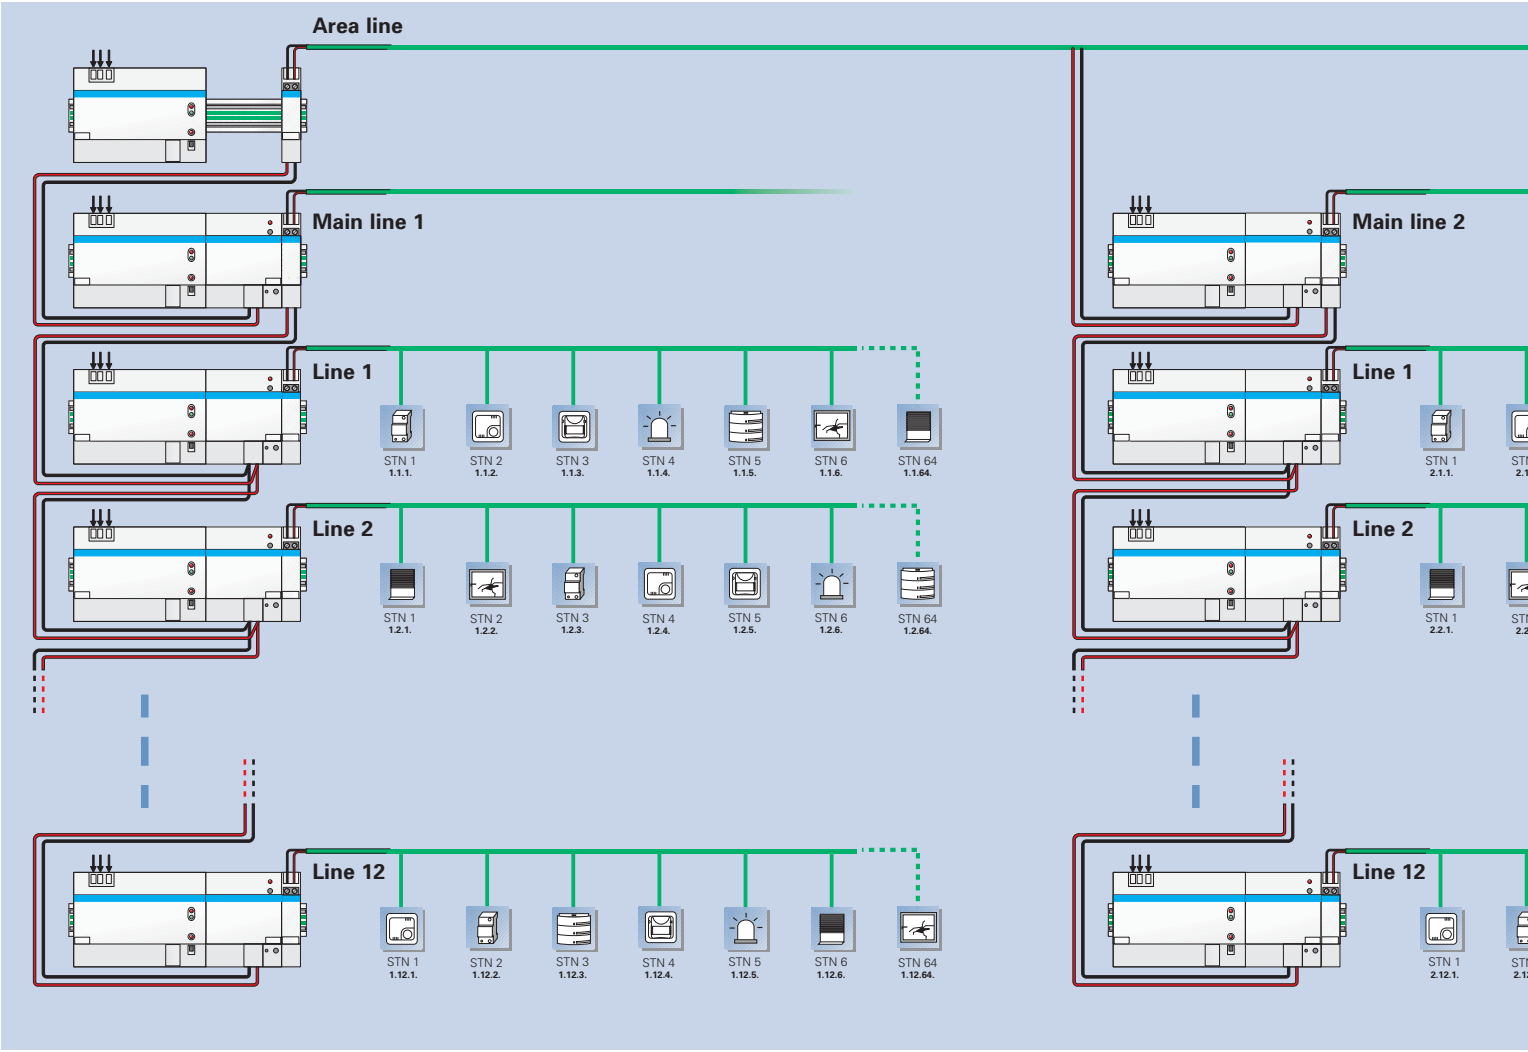 Area line
Main line 1
Main line 2
Line 1
Line 1
STN 1
STN 2
STN 3
STN 4
STN 5
STN 6
STN 64
STN 1
1.1.1.
1.1.2.
1.1.3.
1.1.4.
1.1.5.
1.1.6.
1.1.64.
2.1.1.
Line 2
Line 2
STN 1
STN 2
STN 3
STN 4
STN 5
STN 6
STN 64
STN 1
1.2.1.
1.2.2.
1.2.3.
1.2.4.
1.2.5.
1.2.6.
1.2.64.
2.2.1.
Line 12
Line 12
STN 1
STN 2
STN 3
STN 4
STN 5
STN 6
STN 64
STN 1
1.12.1.
1.12.2.
1.12.3.
1.12.4.
1.12.5.
1.12.6.
1.12.64.
2.12.1.